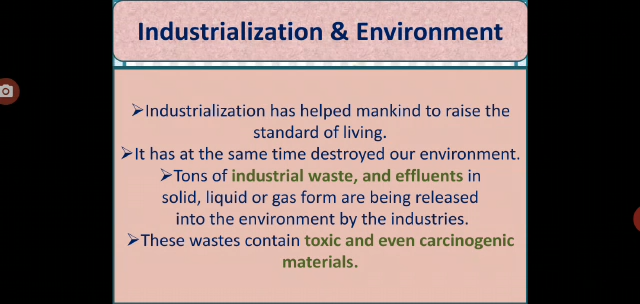 Industrialization & Environment
➢Industrialization has helped mankind to raise the
standard of living.
➢It has at the same time destroyed our environment.
➢Tons of industrial waste, and effluents in
solid, liquid or gas form are being released
into the environment by the industries.
➢These wastes contain toxic and even carcinogenic
materials.